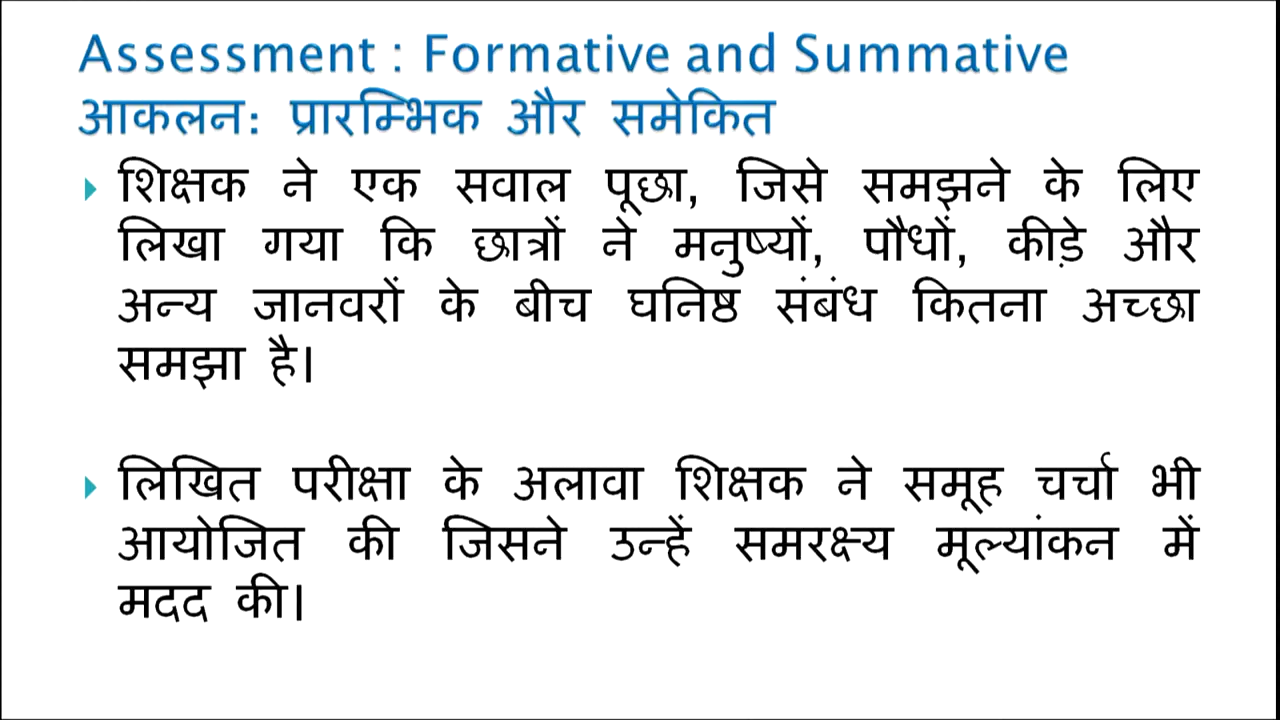 Assessment : Formative and Summative
आकलन: प्रारम्भिक और समेकित
शिक्षक ने एक सवाल पूछा, जिसे समझने के लिए
लिखा गया कि छात्रों ने मनुष्यों, पौधों, कीड़े और
अन्य जानवरों के बीच घनिष्ठ संबंध कितना अच्छा
समझा है।
लिखित परीक्षा के अलावा शिक्षक ने समूह चर्चा भी
आयोजित की जिसने उन्हें समरक्ष्य मूल्यांकन में
मदद की।